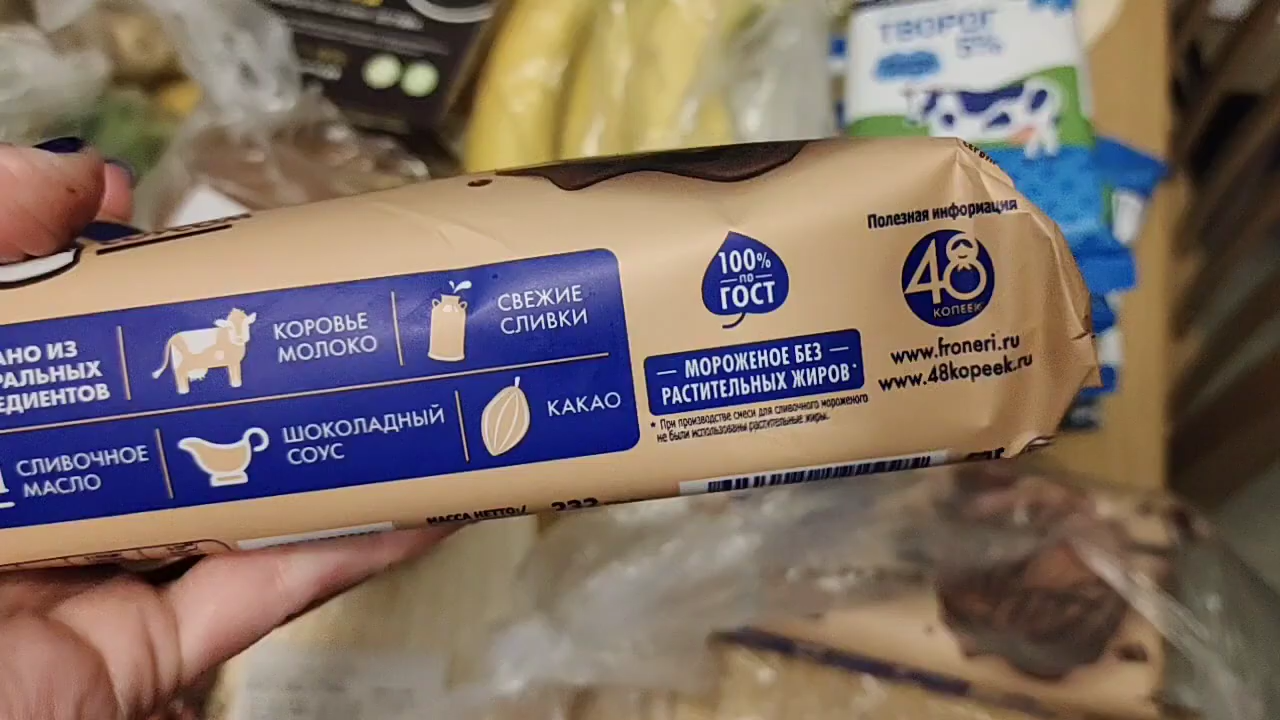 ТВОРОГ
5%
Полезная информация
48
КОПЕЕК
www.froneri.ru
www.48kopeek.ru
100%
ПО
ГОСТ
МОРОЖЕНОЕ БЕЗ
РАСТИТЕЛЬНЫХ ЖИРОВ*
* При производстве смеси для сливочного мороженого
не были использованы растительные жиры.
АНО ИЗ
РАЛЬНЫХ
ЕДИЕНТОВ
КОРОВЬЕ
МОЛОКО
СВЕЖИЕ
СЛИВКИ
СЛИВОЧНОЕ
МАСЛО
ШОКОЛАДНЫЙ
СОУС
КАКАО
МАССА НЕТТО: 232